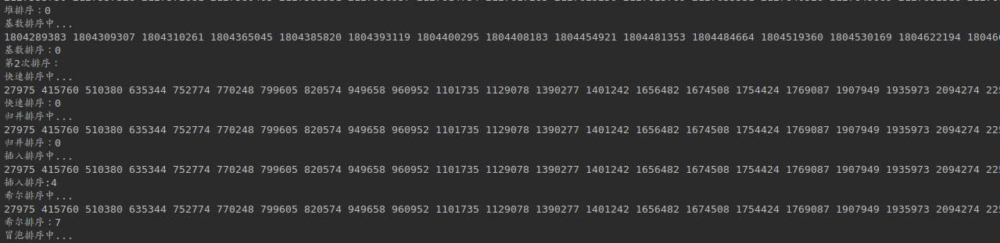 堆排序：0
基数排序中...
1804289383 1804309307 1804310261 1804365045 1804385820 1804393119 1804400295 1804408183 1804454921 1804481353 1804484664 1804519360 1804530169 1804622194 18046
基数排序：0
第2次排序：
快速排序中...
27975 415760 510380 635344 752774 770248 799605 820574 949658 960952 1101735 1129078 1390277 1401242 1656482 1674508 1754424 1769087 1907949 1935973 2094274 225
快速排序：0
归并排序中...
27975 415760 510380 635344 752774 770248 799605 820574 949658 960952 1101735 1129078 1390277 1401242 1656482 1674508 1754424 1769087 1907949 1935973 2094274 225
归并排序：0
插入排序中...
27975 415760 510380 635344 752774 770248 799605 820574 949658 960952 1101735 1129078 1390277 1401242 1656482 1674508 1754424 1769087 1907949 1935973 2094274 225
插入排序:4
希尔排序中...
27975 415760 510380 635344 752774 770248 799605 820574 949658 960952 1101735 1129078 1390277 1401242 1656482 1674508 1754424 1769087 1907949 1935973 2094274 225
希尔排序：7
冒泡排序中...